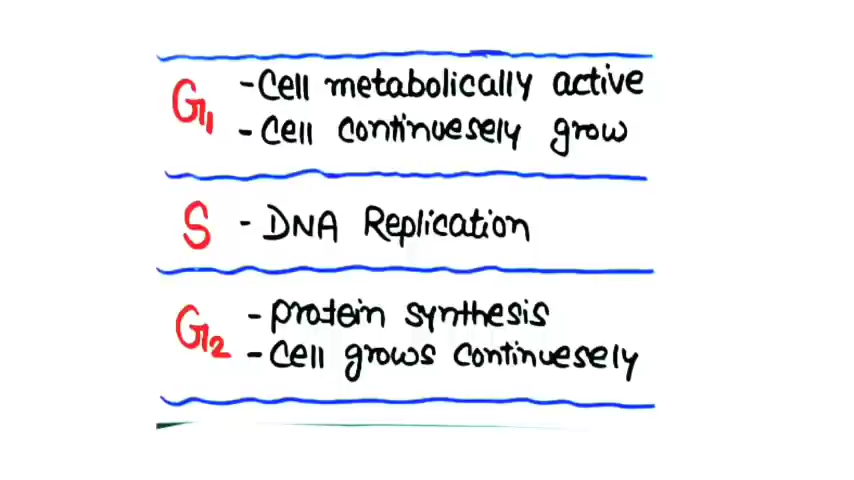 G1 - Cell metabolically active
- Cell continuesely grow
S - DNA Replication
G2 - protein synthesis
- Cell grows continuesely